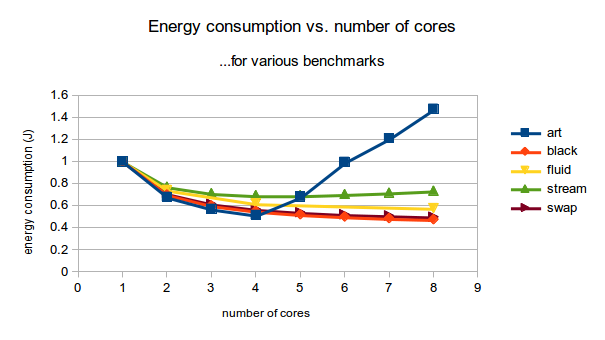 Energy consumption vs. number of cores
...for various benchmarks
1.6
1.4
1.2
1
0.8
0.6
0.4
0.2
0
energy consumption (J)
0 1 2 3 4 5 6 7 8 9
number of cores
art
black
fluid
stream
swap